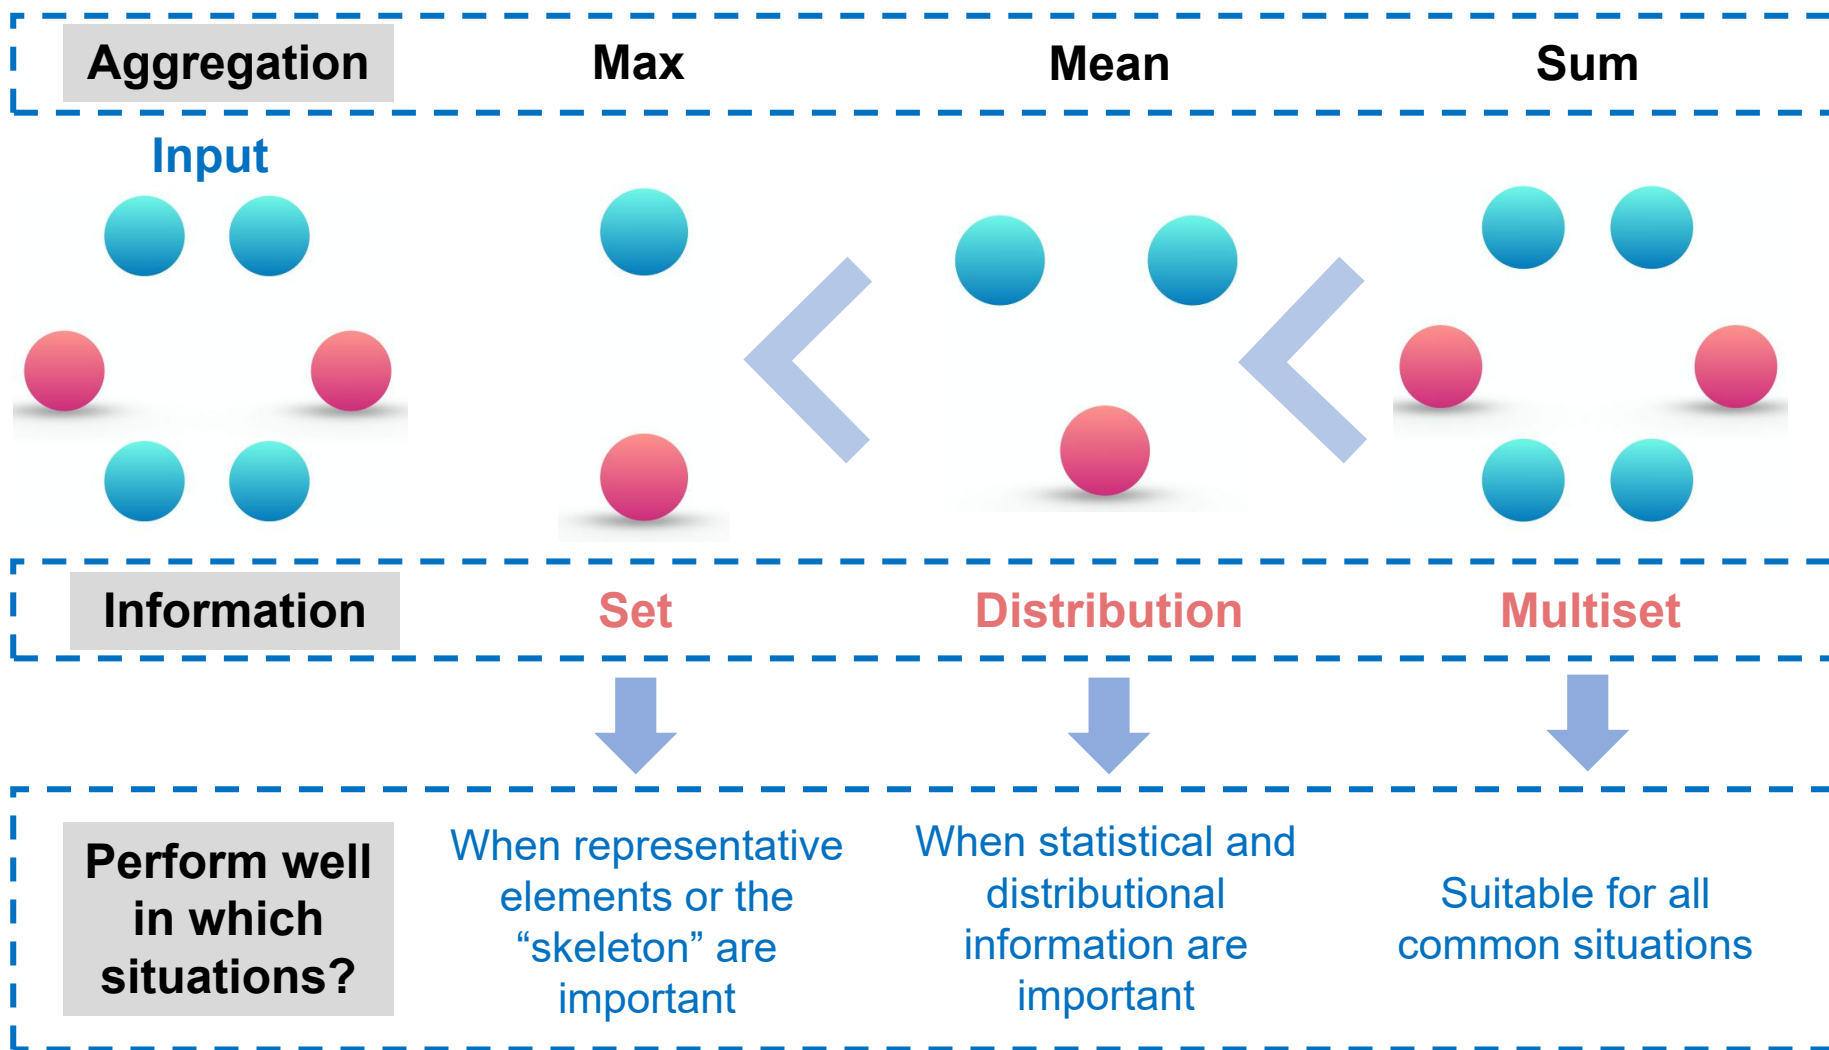 Aggregation Max Mean Sum
Input
Information Set Distribution Multiset
Perform well
in which
situations?
When representative
elements or the
“skeleton” are
important
When statistical and
distributional
information are
important
Suitable for all
common situations